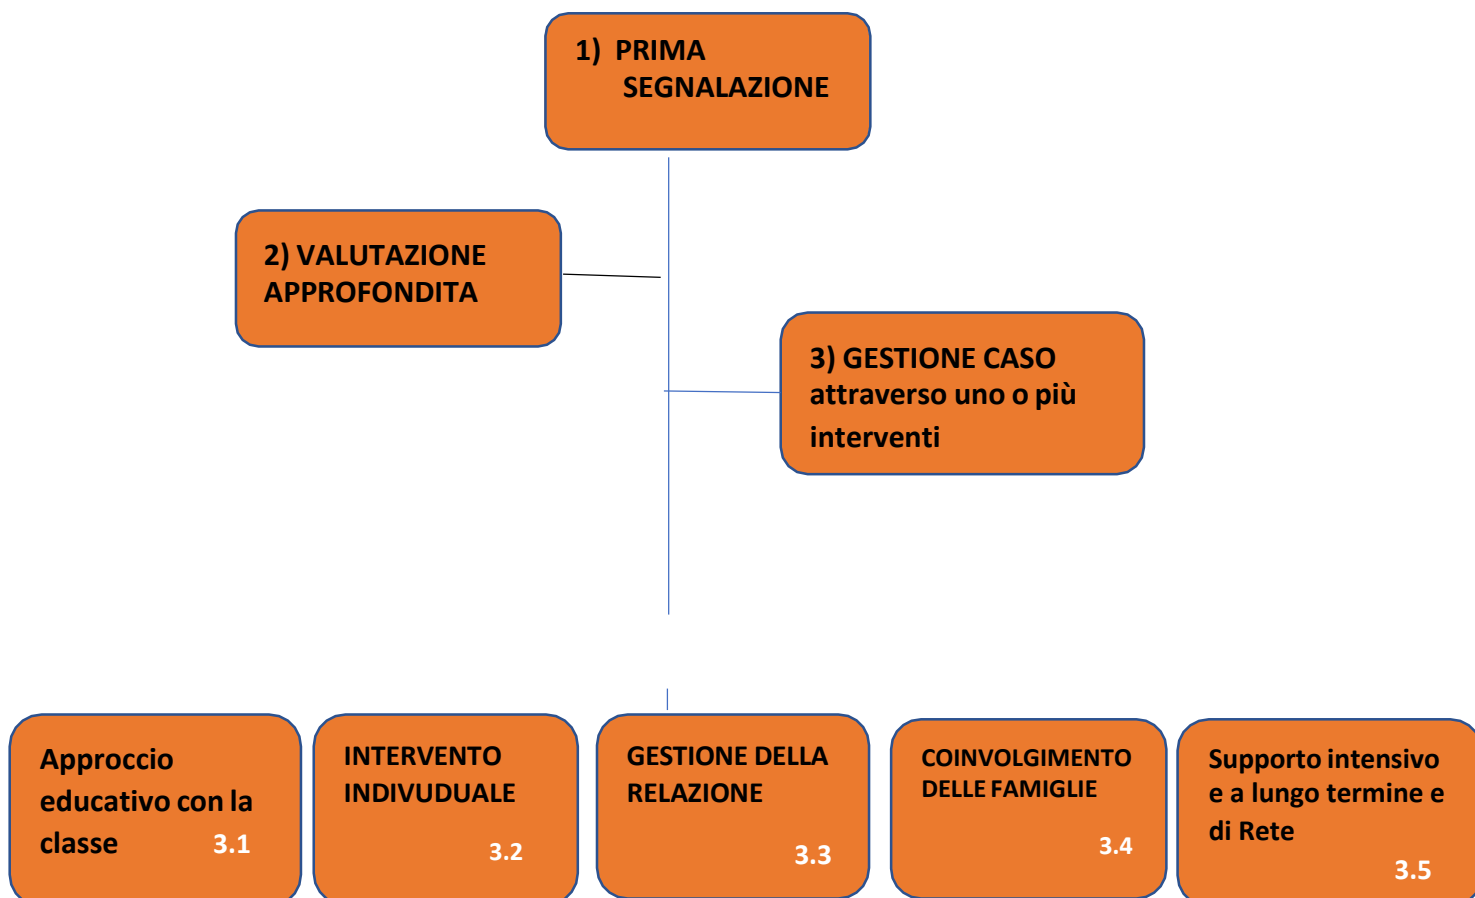 1) PRIMA
SEGNALAZIONE
2) VALUTAZIONE
APPROFONDITA
3) GESTIONE CASO
attraverso uno o più
interventi
Approccio
educativo con la
classe 3.1
INTERVENTO
INDIVUDUALE
3.2
GESTIONE DELLA
RELAZIONE
3.3
COINVOLGIMENTO
DELLE FAMIGLIE
3.4
Supporto intensivo
e a lungo termine e
di Rete
3.5